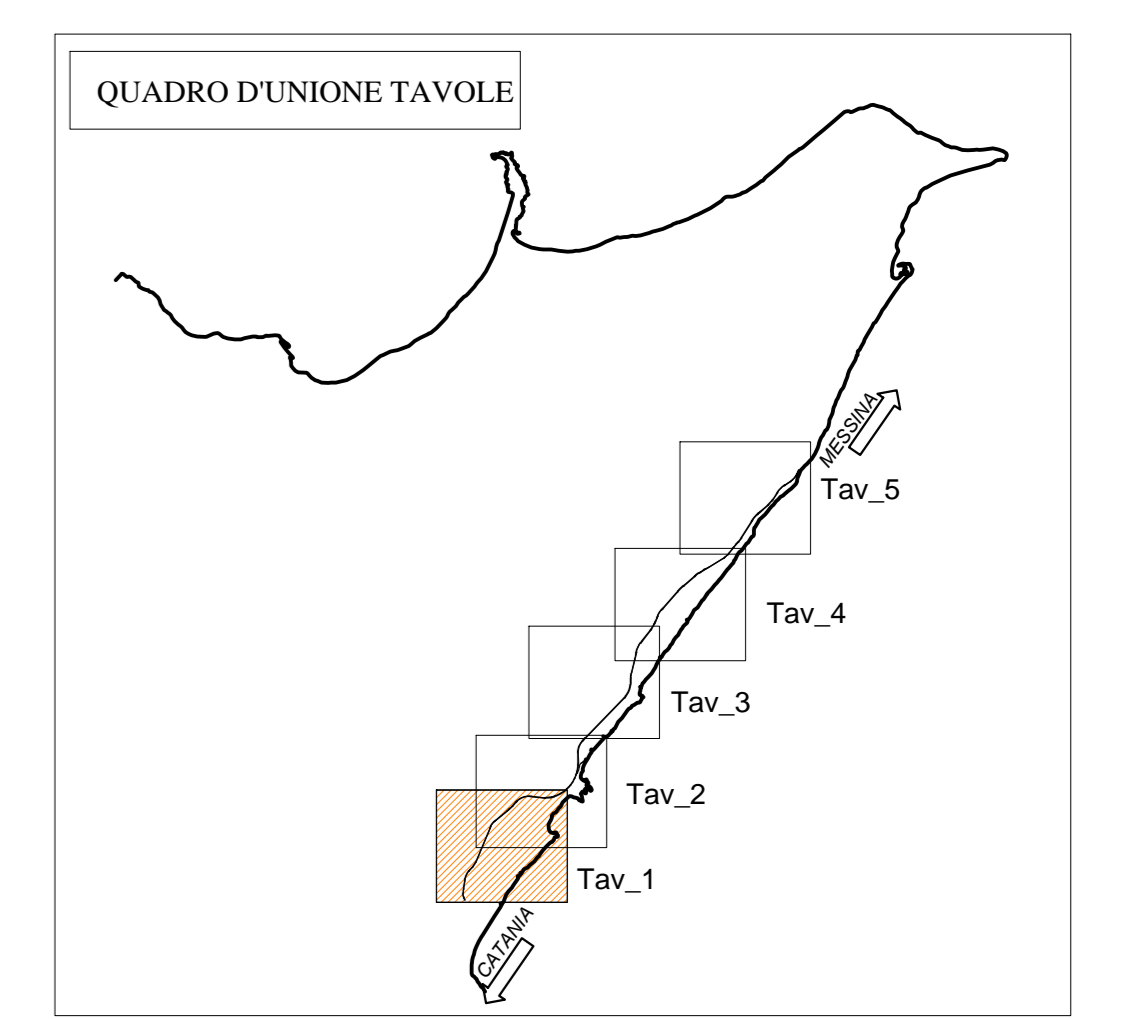 QUADRO D'UNIONE TAVOLE
MESSINA
Tav_5
Tav_4
Tav_3
Tav_2
Tav_1
CATANIA